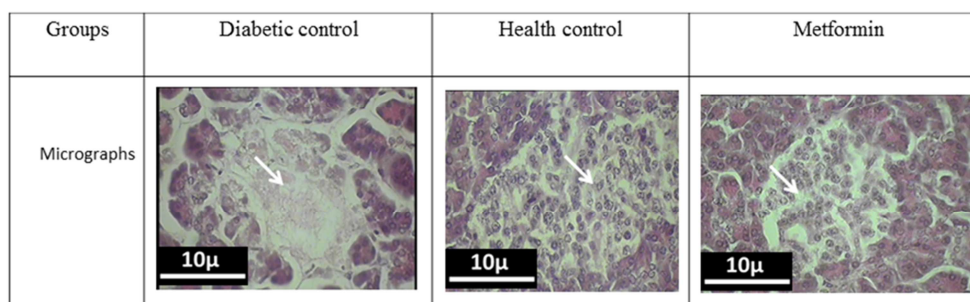 Groups
Diabetic control
Health control
Metformin
Micrographs
10μ
10μ
10μ